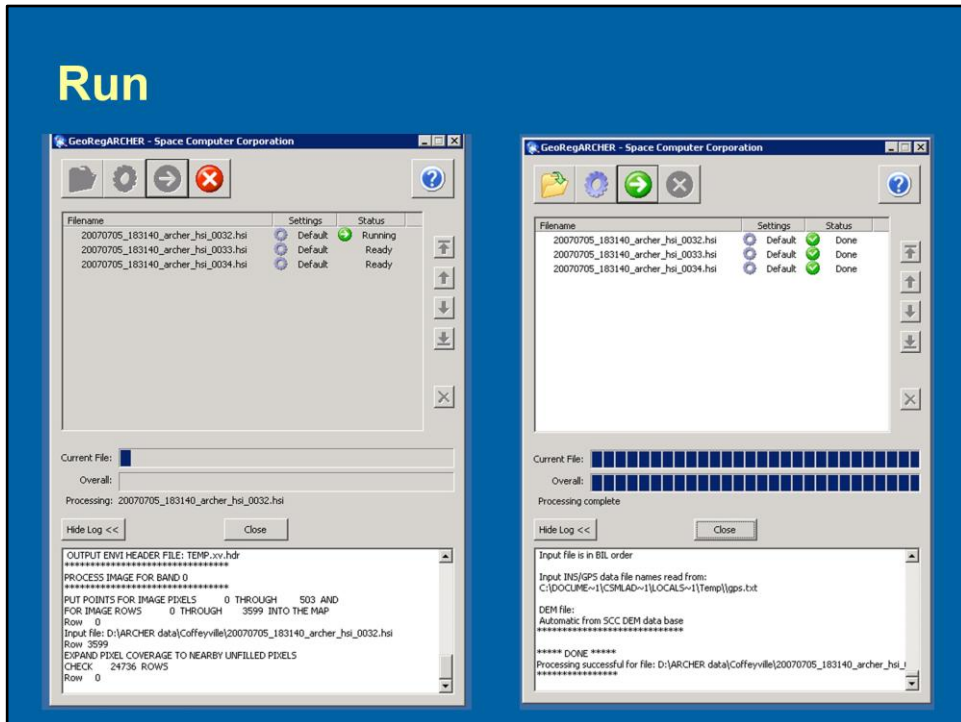 Run
GeoRegARCHER - Space Computer Corporation
Filename Settings Status
20070705_183140_archer_hsi_0032.hsi Default Running
20070705_183140_archer_hsi_0033.hsi Default Ready
20070705_183140_archer_hsi_0034.hsi Default Ready
Current File:
Overall:
Processing: 20070705_183140_archer_hsi_0032.hsi
Hide Log << Close
OUTPUT ENVI HEADER FILE: TEMP.xv.hdr
*********************************
PROCESS IMAGE FOR BAND 0
*********************************
PUT POINTS FOR IMAGE PIXELS 0 THROUGH 503 AND
FOR IMAGE ROWS 0 THROUGH 3599 INTO THE MAP
Row 0
Input file: D:\ARCHER data\Coffeyville\20070705_183140_archer_hsi_0032.hsi
Row 3599
EXPAND PIXEL COVERAGE TO NEARBY UNFILLED PIXELS
CHECK 24736 ROWS
Row 0
GeoRegARCHER - Space Computer Corporation
Filename Settings Status
20070705_183140_archer_hsi_0032.hsi Default Done
20070705_183140_archer_hsi_0033.hsi Default Done
20070705_183140_archer_hsi_0034.hsi Default Done
Current File:
Overall:
Processing complete
Hide Log << Close
Input file is in BIL order
Input INS/GPS data file names read from:
C:\DOCUME~1\CSMLAD~1\LOCALS~1\Temp\\gps.txt
DEM file:
Automatic from SCC DEM data base
*****************************
***** DONE *****
Processing successful for file: D:\ARCHER data\Coffeyville\20070705_183140_archer_hsi_
****************